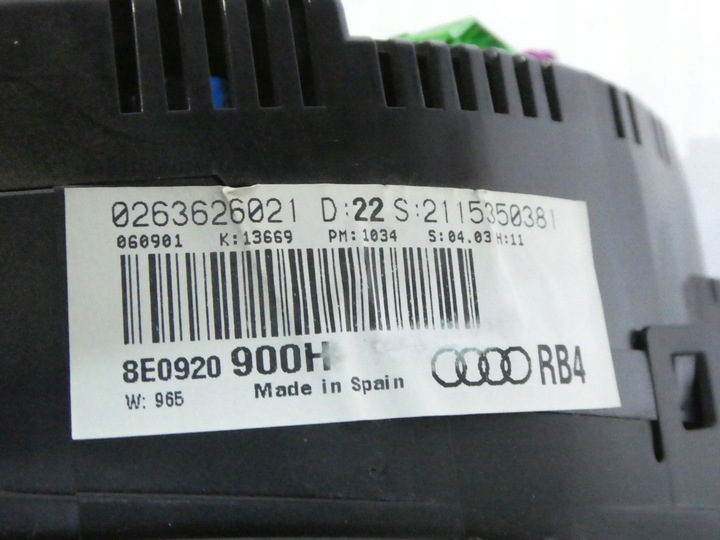 0263626021 D:22 S:2115350381
060901 K:13669 PM:1034 S:04.03 H:11
8E0920 900H RB4
W: 965 Made in Spain